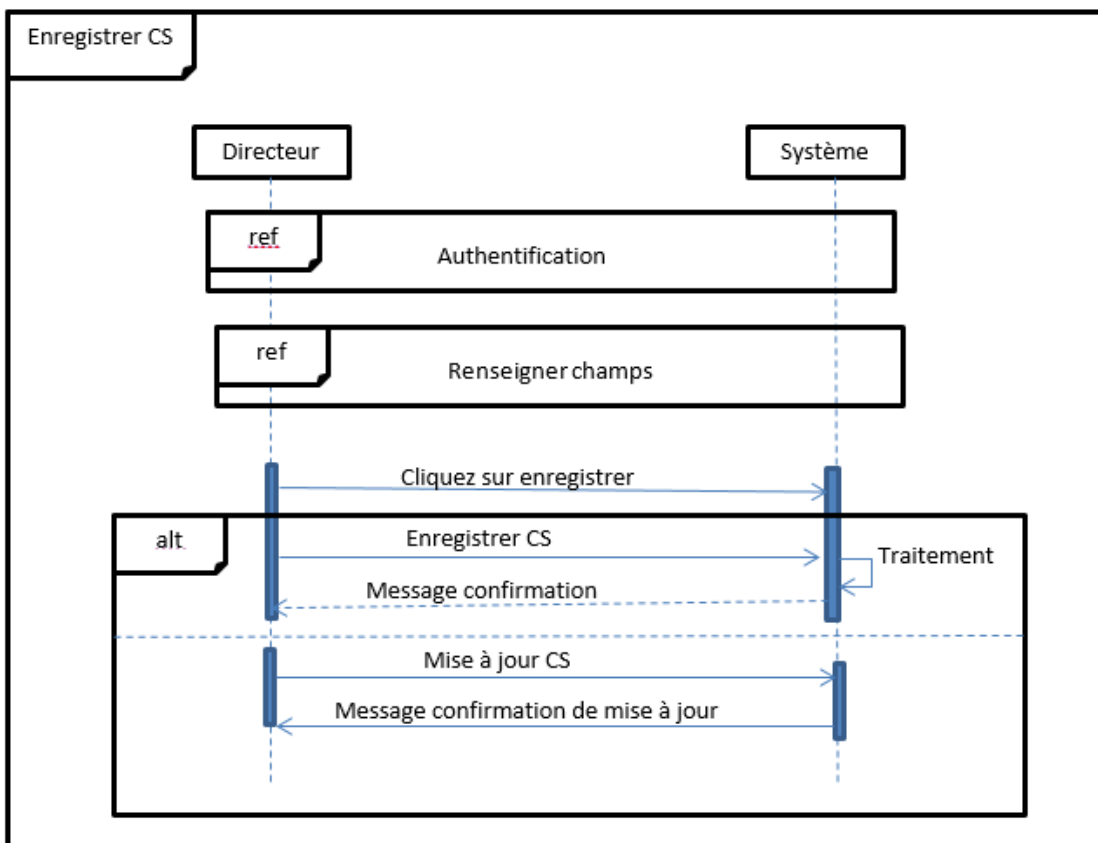 Enregistrer CS
Directeur
Système
ref
Authentification
ref
Renseigner champs
Cliquez sur enregistrer
alt
Enregistrer CS
Traitement
Message confirmation
Mise à jour CS
Message confirmation de mise à jour